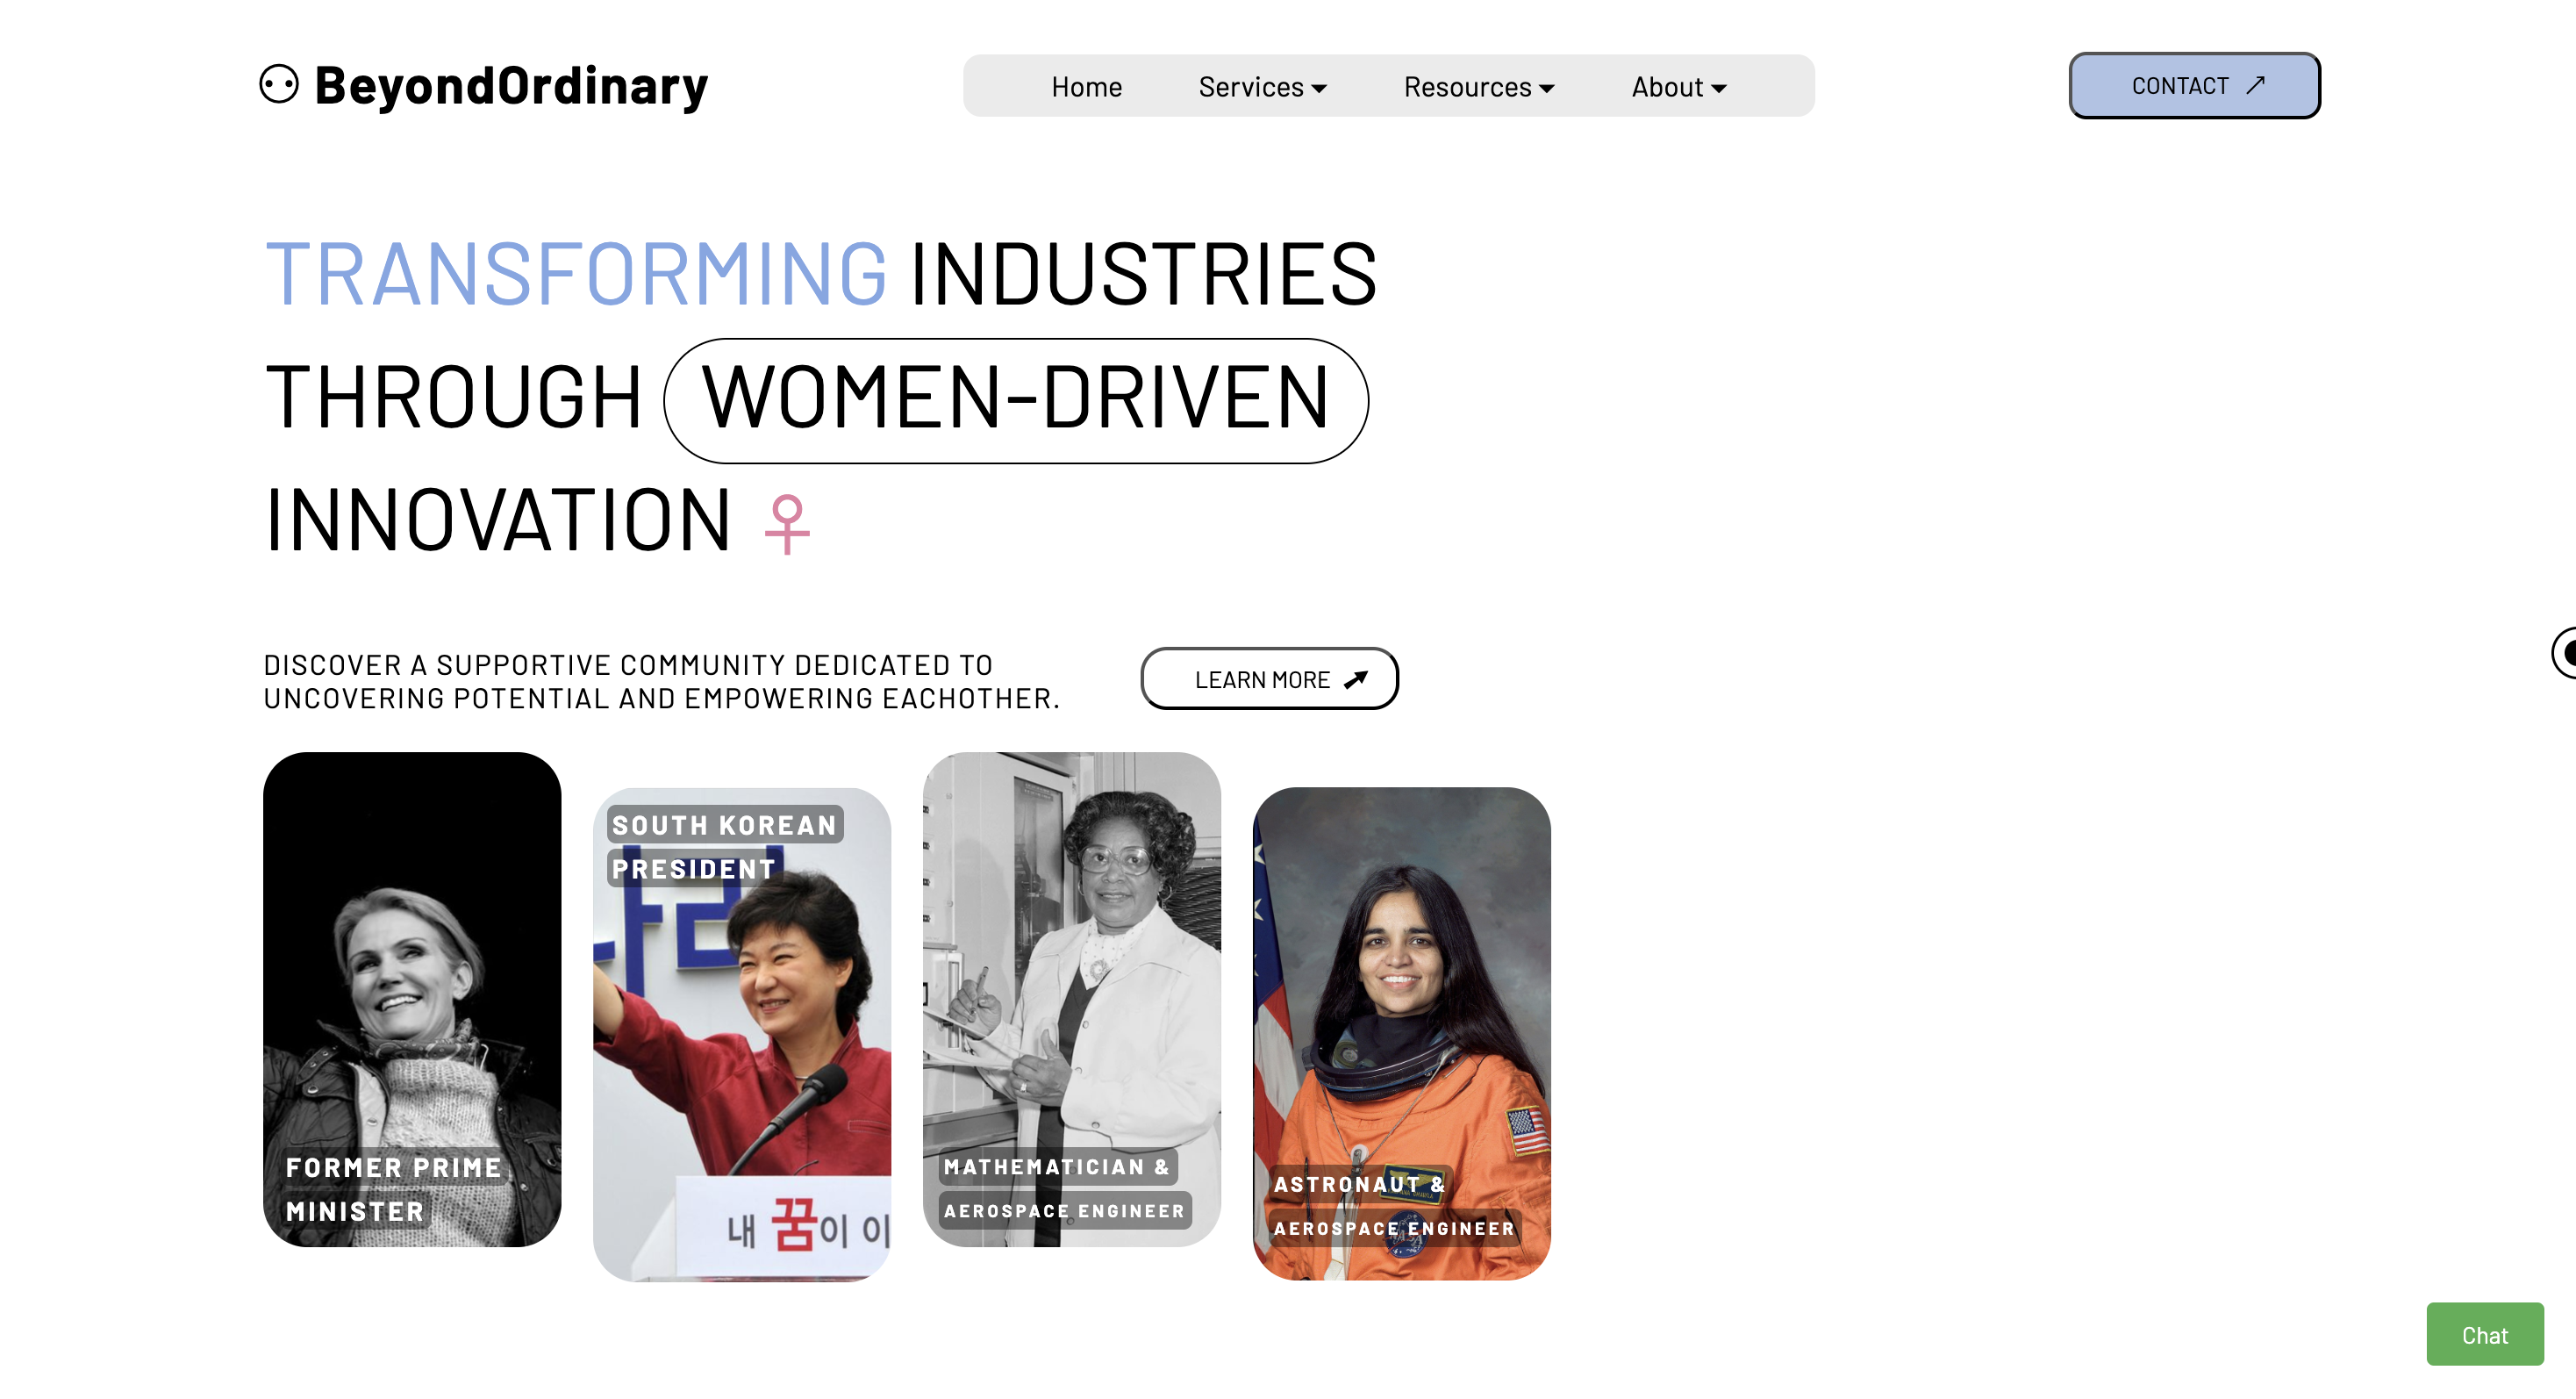 BeyondOrdinary
Home Services Resources About
CONTACT
TRANSFORMING INDUSTRIES
THROUGH WOMEN-DRIVEN
INNOVATION
DISCOVER A SUPPORTIVE COMMUNITY DEDICATED TO
UNCOVERING POTENTIAL AND EMPOWERING EACHOTHER.
LEARN MORE
FORMER PRIME
MINISTER
SOUTH KOREAN
PRESIDENT
내 꿈이 이
MATHEMATICIAN &
AEROSPACE ENGINEER
ASTRONAUT &
AEROSPACE ENGINEER
NASA
Chat